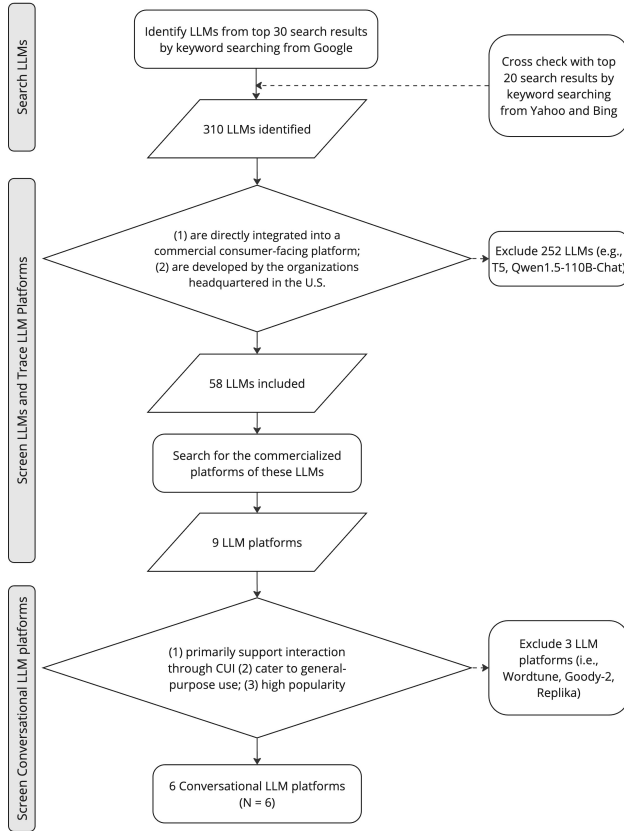 Search LLMs
Identify LLMs from top 30 search results
by keyword searching from Google
Cross check with top
20 search results by
keyword searching
from Yahoo and Bing
310 LLMs identified
Screen LLMs and Trace LLM Platforms
(1) are directly integrated into a
commercial consumer-facing platform;
(2) are developed by the organizations
headquartered in the U.S.
Exclude 252 LLMs (e.g.,
T5, Qwen1.5-110B-Chat)
58 LLMs included
Search for the commercialized
platforms of these LLMs
9 LLM platforms
Screen Conversational LLM platforms
(1) primarily support interaction
through CUI (2) cater to general-
purpose use; (3) high popularity
Exclude 3 LLM
platforms (i.e.,
Wordtune, Goody-2,
Replika)
6 Conversational LLM platforms
(N = 6)